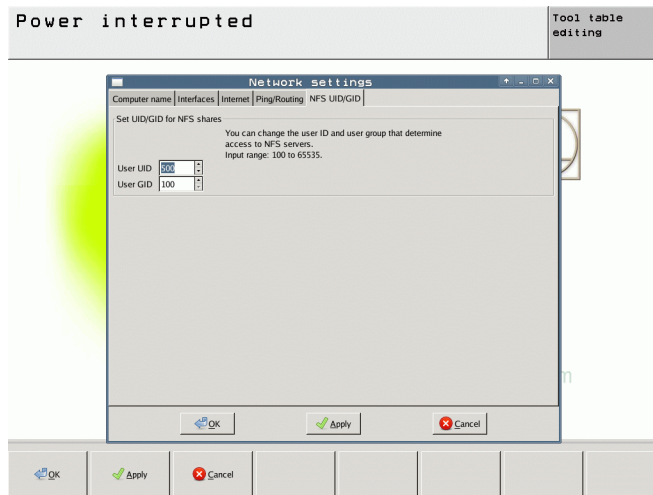 Power interrupted
Tool table
editing
Network settings
Computer name Interfaces Internet Ping/Routing NFS UID/GID
Set UID/GID for NFS shares
You can change the user ID and user group that determine
access to NFS servers.
Input range: 100 to 65535.
User UID 500
User GID 100
m
OK Apply Cancel
OK Apply Cancel